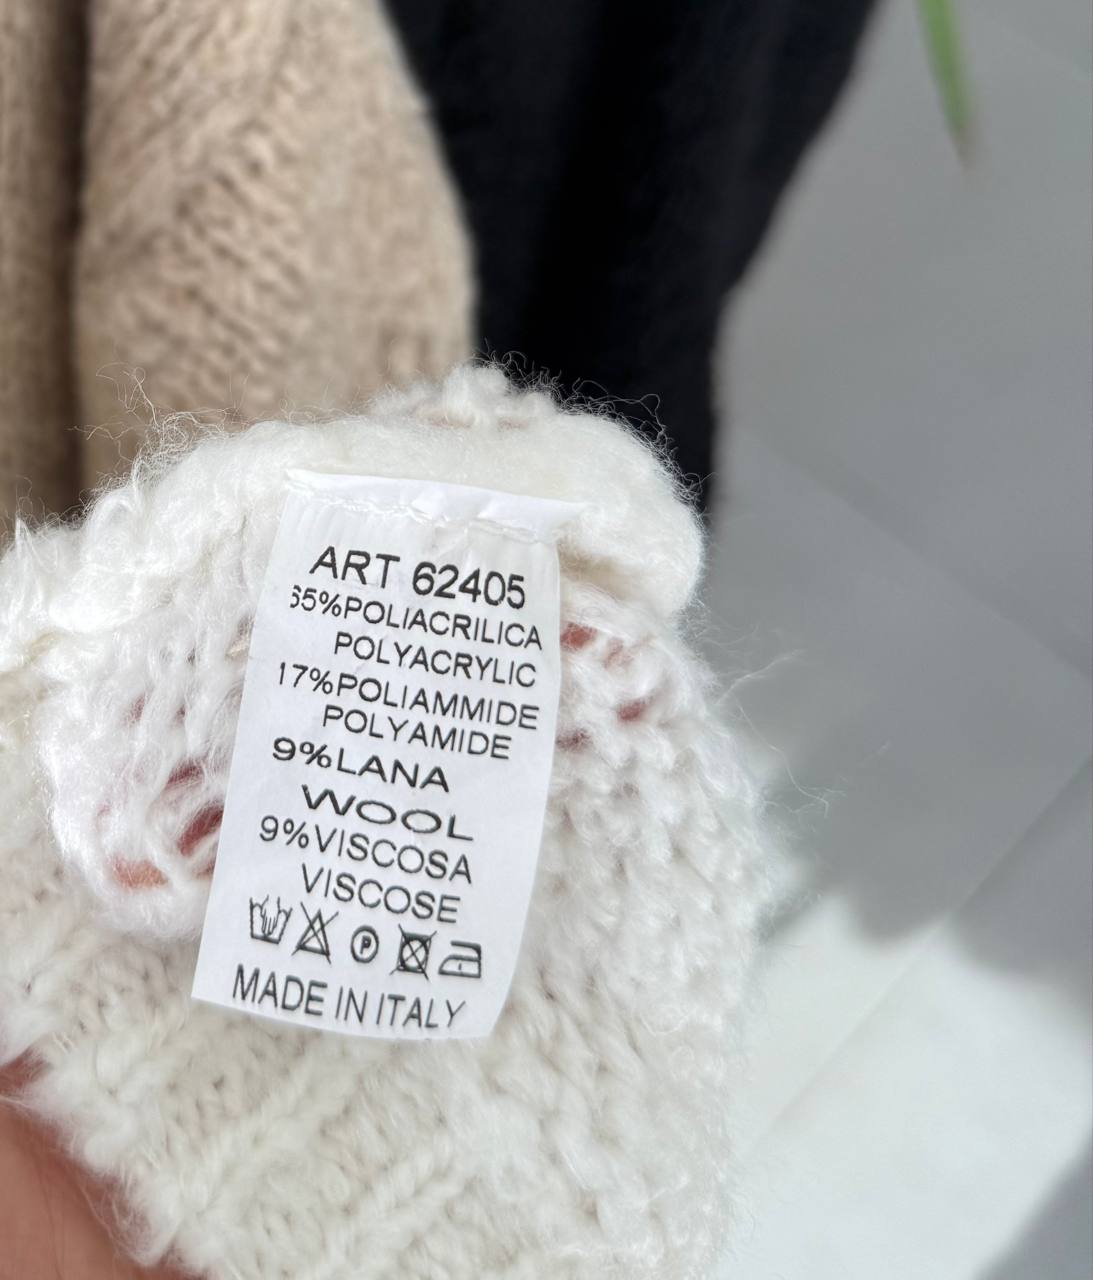 ART 62405
65%POLIACRILICA
POLYACRYLIC
17%POLIAMMIDE
POLYAMIDE
9%LANA
WOOL
9%VISCOSA
VISCOSE
P
MADE IN ITALY